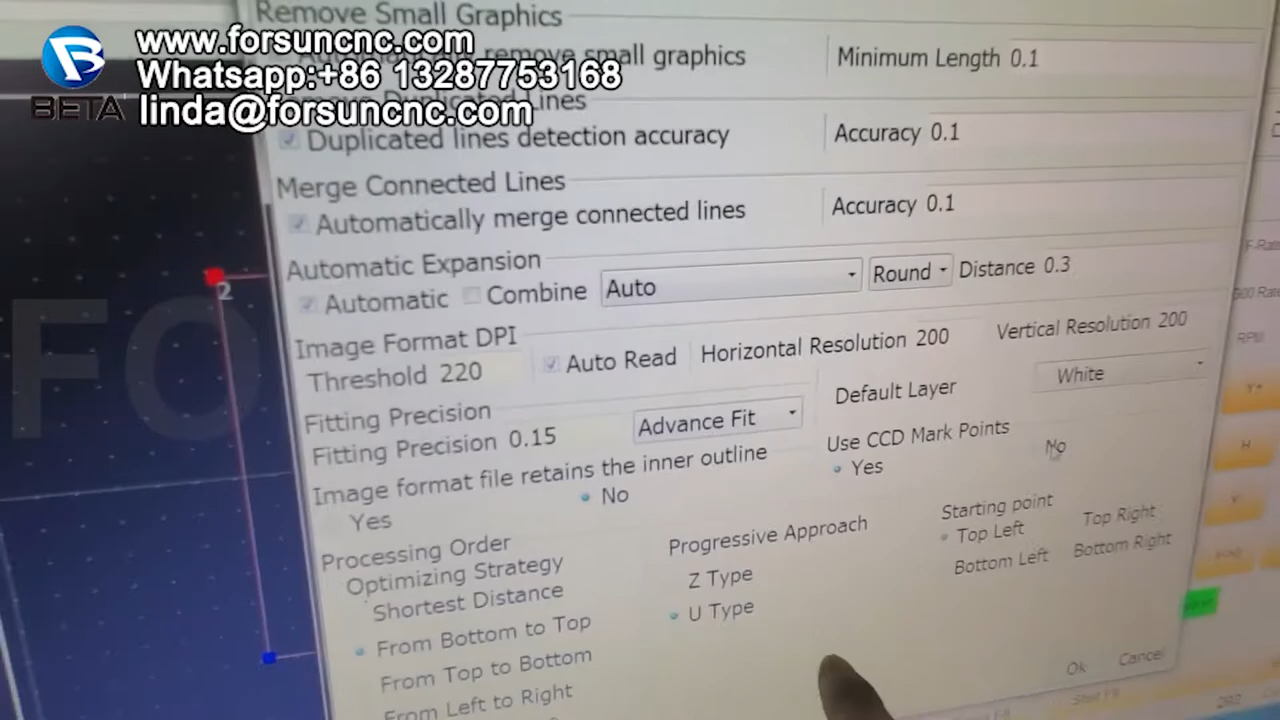 Remove Small Graphics
www.forsuncnc.com
remove small graphics
Minimum Length 0.1
Whatsapp:+86 13287753168
BETA
linda@forsuncnc.com
Duplicated Lines
Duplicated lines detection accuracy
Accuracy 0.1
Merge Connected Lines
Automatically merge connected lines
Accuracy 0.1
Automatic Expansion
Automatic Combine Auto Round Distance 0.3
Image Format DPI
Threshold 220 Auto Read Horizontal Resolution 200 Vertical Resolution 200
Fitting Precision
Fitting Precision 0.15 Advance Fit Default Layer White
Image format file retains the inner outline
Yes No
Use CCD Mark Points
Yes No
Processing Order
Optimizing Strategy
Shortest Distance
From Bottom to Top
From Top to Bottom
From Left to Right
Progressive Approach
Z Type
U Type
Starting point
Top Left Top Right
Bottom Left Bottom Right
Ok Cancel
2
FO
RPM
Y+
H